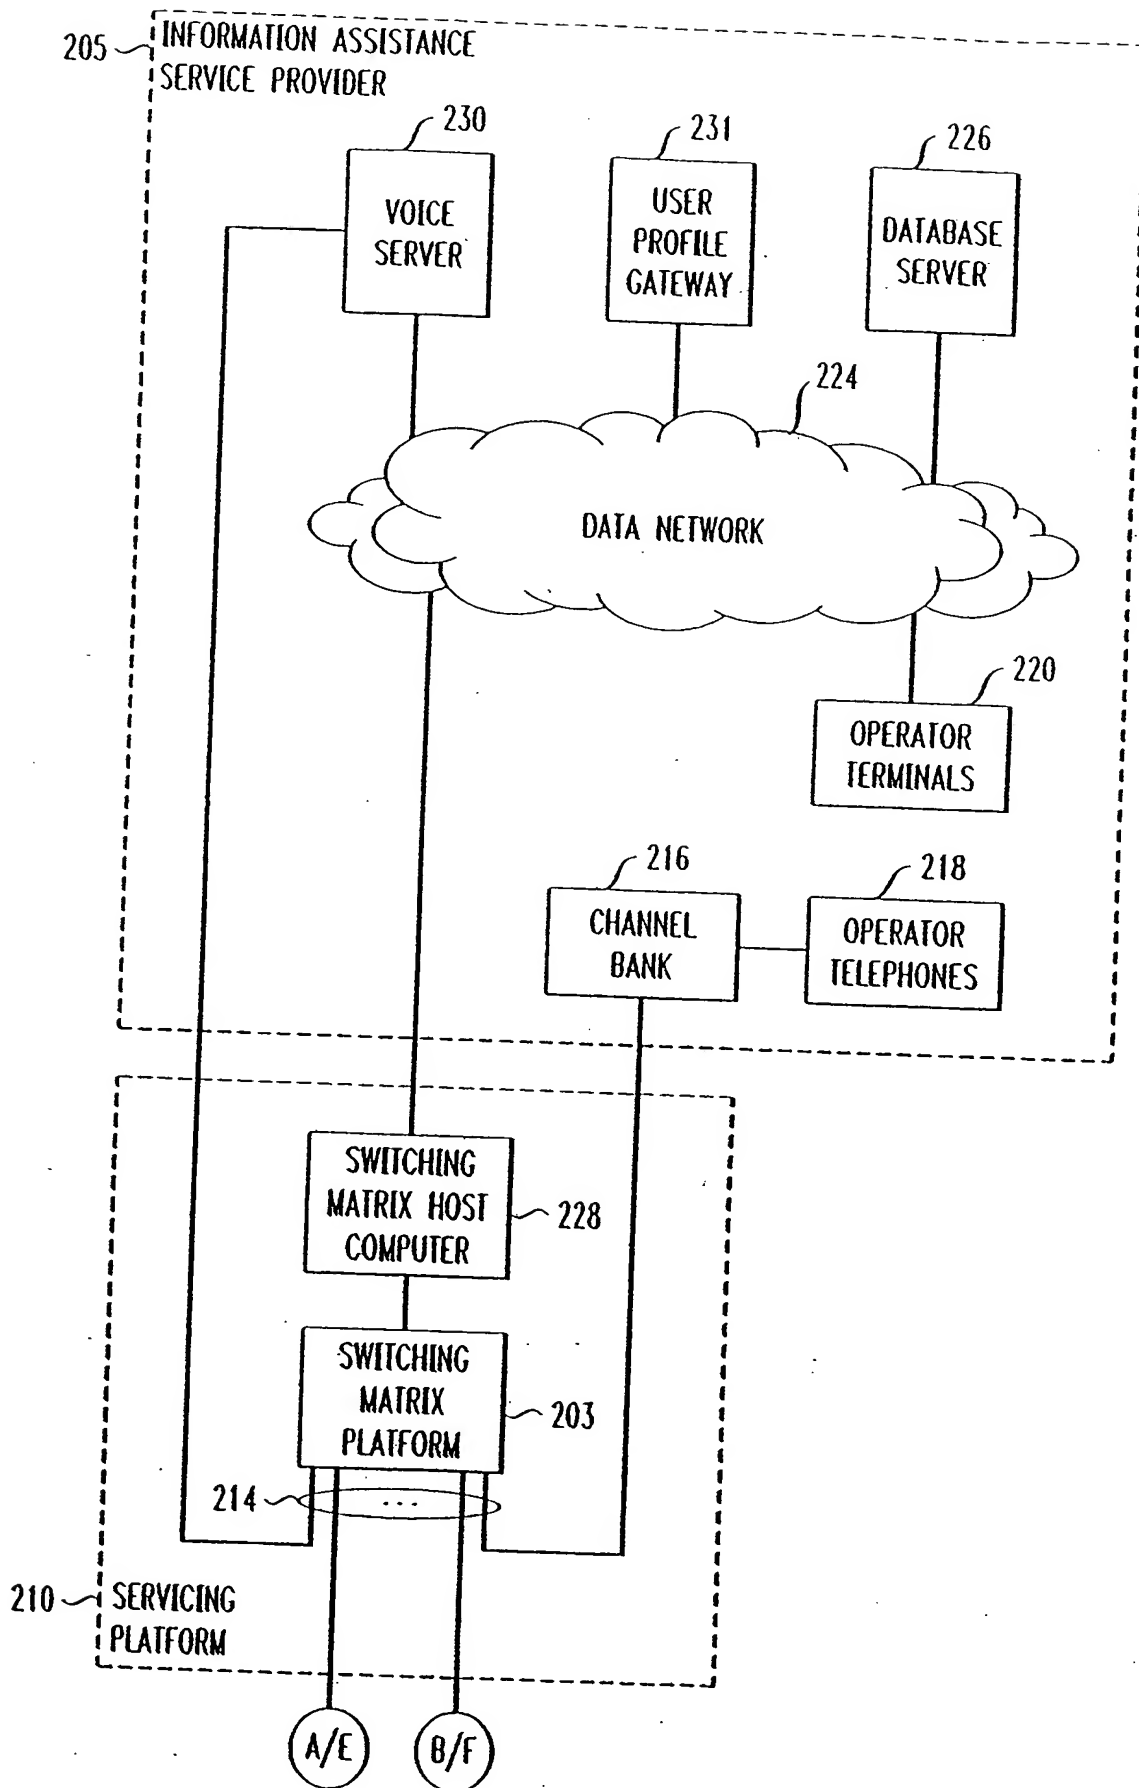 205
INFORMATION ASSISTANCE
SERVICE PROVIDER
230
231
226
VOICE
SERVER
USER
PROFILE
GATEWAY
DATABASE
SERVER
224
DATA NETWORK
220
OPERATOR
TERMINALS
216
218
CHANNEL
BANK
OPERATOR
TELEPHONES
SWITCHING
MATRIX HOST
COMPUTER
228
SWITCHING
MATRIX
PLATFORM
203
214
...
210
SERVICING
PLATFORM
A/E
B/F